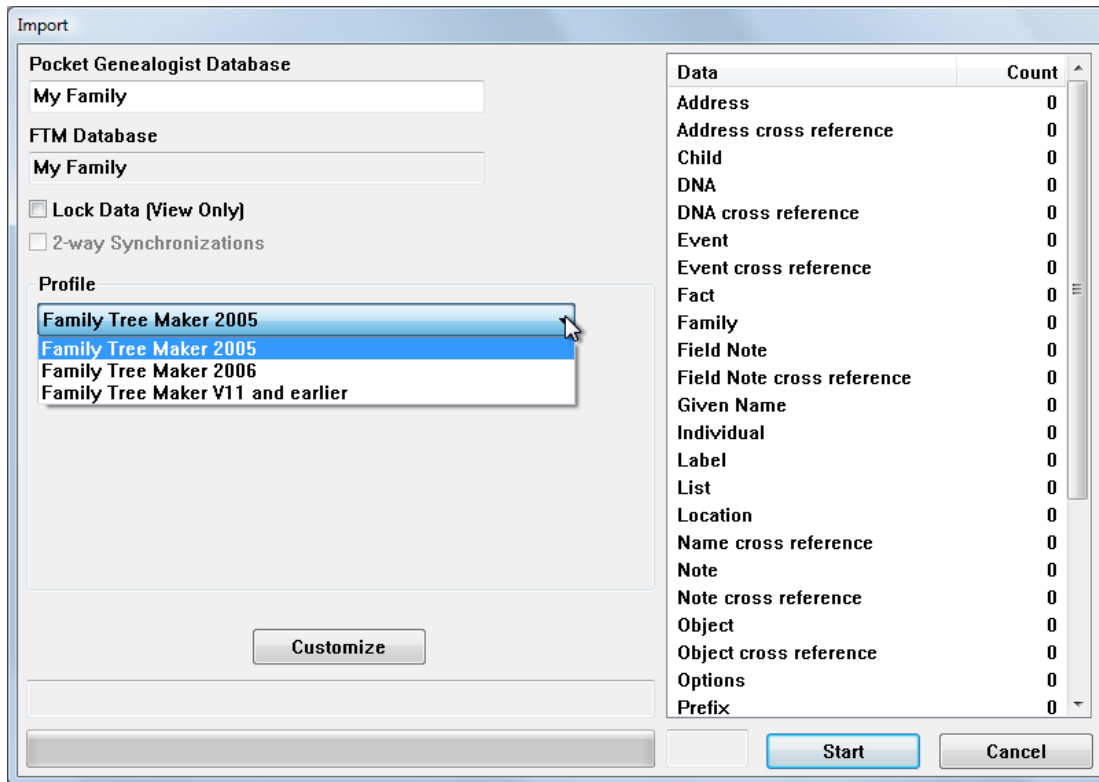 Import
Pocket Genealogist Database
My Family
FTM Database
My Family
Lock Data (View Only)
2-way Synchronizations
Profile
Family Tree Maker 2005
Family Tree Maker 2005
Family Tree Maker 2006
Family Tree Maker V11 and earlier
Customize
Data Count
Address 0
Address cross reference 0
Child 0
DNA 0
DNA cross reference 0
Event 0
Event cross reference 0
Fact 0
Family 0
Field Note 0
Field Note cross reference 0
Given Name 0
Individual 0
Label 0
List 0
Location 0
Name cross reference 0
Note 0
Note cross reference 0
Object 0
Object cross reference 0
Options 0
Prefix 0
Start Cancel